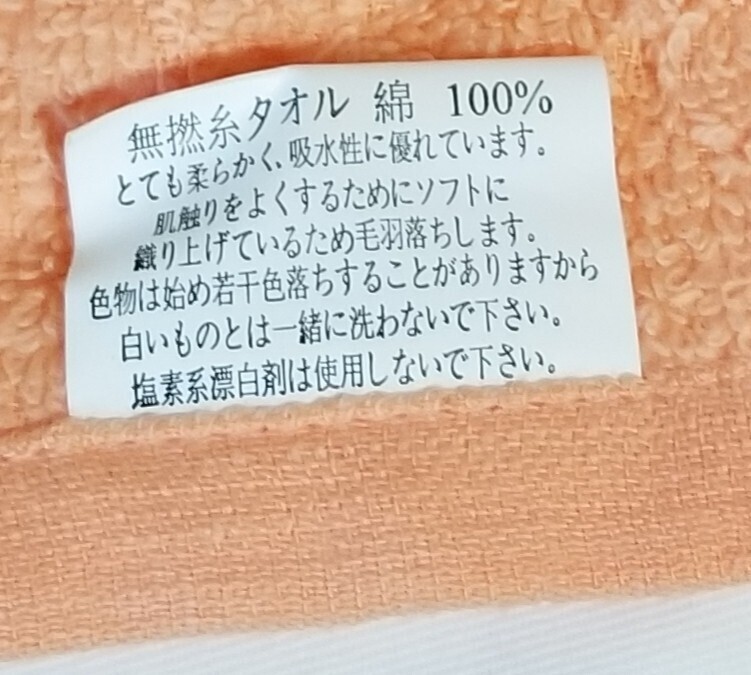 無撚糸タオル 綿 100%
とても柔らかく、吸水性に優れています。
肌触りをよくするためにソフトに
織り上げているため毛羽落ちします。
色物は始め若干色落ちすることがありますから
白いものとは一緒に洗わないで下さい。
塩素系漂白剤は使用しないで下さい。